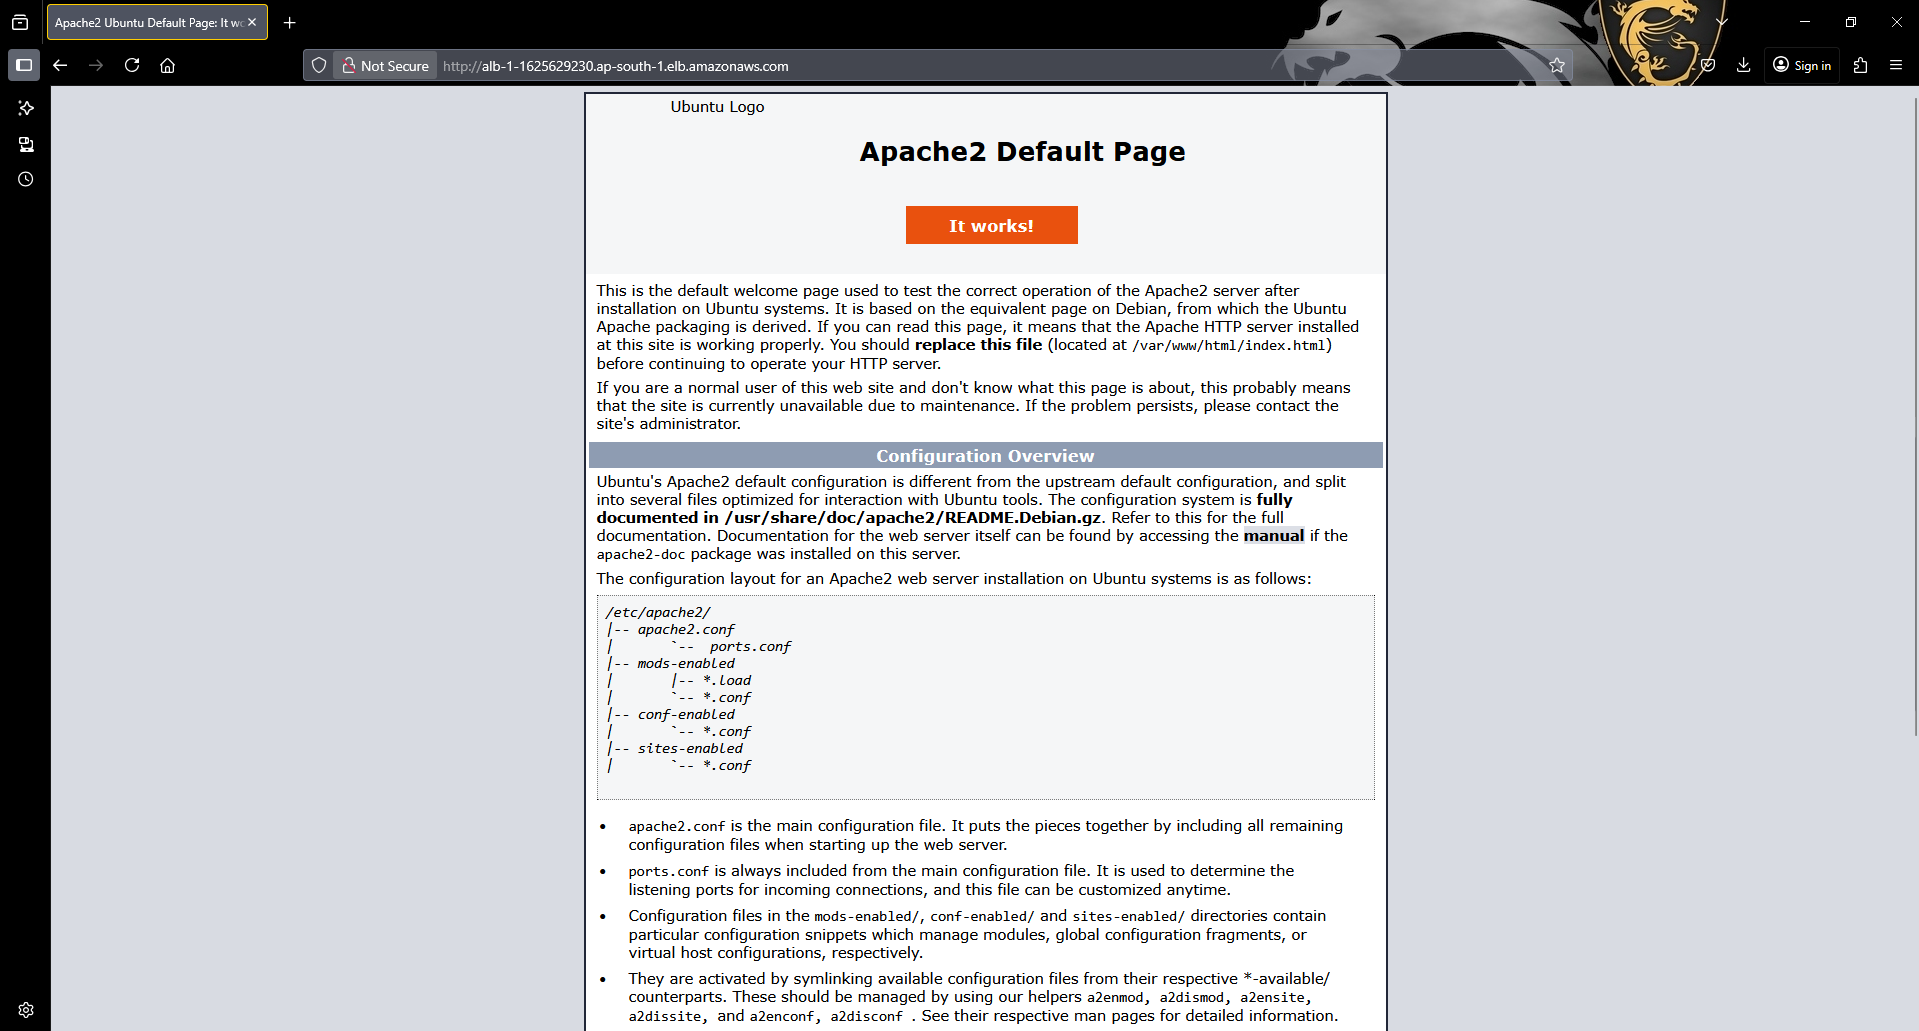 Apache2 Ubuntu Default Page: It wo
Not Secure
http://alb-1-1625629230.ap-south-1.elb.amazonaws.com
Sign in
Ubuntu Logo
Apache2 Default Page
It works!
This is the default welcome page used to test the correct operation of the Apache2 server after
installation on Ubuntu systems. It is based on the equivalent page on Debian, from which the Ubuntu
Apache packaging is derived. If you can read this page, it means that the Apache HTTP server installed
at this site is working properly. You should replace this file (located at /var/www/html/index.html)
before continuing to operate your HTTP server.
If you are a normal user of this web site and don't know what this page is about, this probably means
that the site is currently unavailable due to maintenance. If the problem persists, please contact the
site's administrator.
Configuration Overview
Ubuntu's Apache2 default configuration is different from the upstream default configuration, and split
into several files optimized for interaction with Ubuntu tools. The configuration system is fully
documented in /usr/share/doc/apache2/README.Debian.gz. Refer to this for the full
documentation. Documentation for the web server itself can be found by accessing the manual if the
apache2-doc package was installed on this server.
The configuration layout for an Apache2 web server installation on Ubuntu systems is as follows:
/etc/apache2/
|-- apache2.conf
|       `--  ports.conf
|-- mods-enabled
|       |-- *.load
|       `-- *.conf
|-- conf-enabled
|       `-- *.conf
|-- sites-enabled
|       `-- *.conf
• apache2.conf is the main configuration file. It puts the pieces together by including all remaining
configuration files when starting up the web server.
• ports.conf is always included from the main configuration file. It is used to determine the
listening ports for incoming connections, and this file can be customized anytime.
• Configuration files in the mods-enabled/, conf-enabled/ and sites-enabled/ directories contain
particular configuration snippets which manage modules, global configuration fragments, or
virtual host configurations, respectively.
• They are activated by symlinking available configuration files from their respective *-available/
counterparts. These should be managed by using our helpers a2enmod, a2dismod, a2ensite,
a2dissite, and a2enconf, a2disconf . See their respective man pages for detailed information.